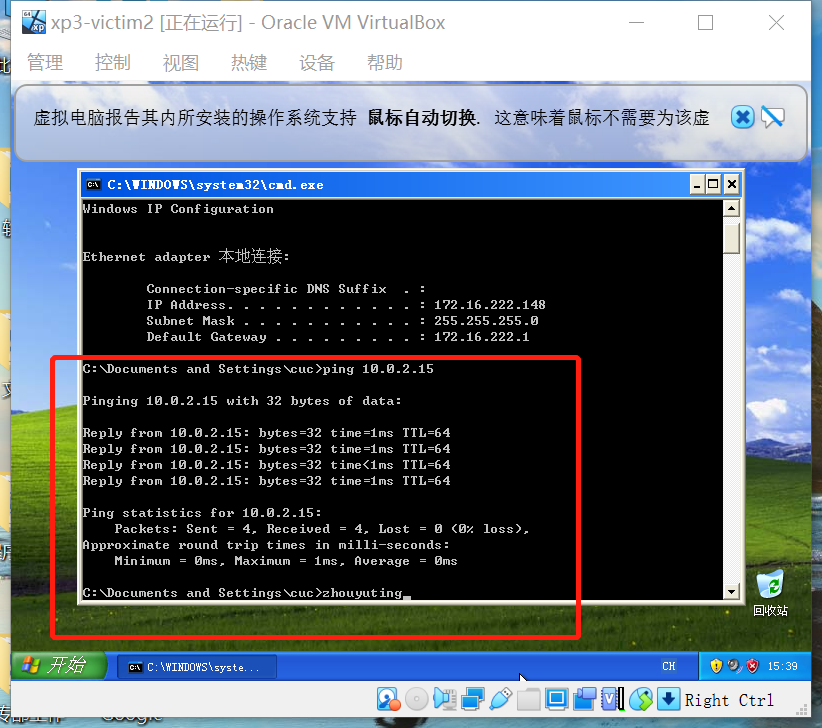 xp3-victim2 [正在运行] - Oracle VM VirtualBox
管理 控制 视图 热键 设备 帮助
虚拟电脑报告其内所安装的操作系统支持 鼠标自动切换. 这意味着鼠标不需要为该虚
C:\WINDOWS\system32\cmd.exe
Windows IP Configuration
Ethernet adapter 本地连接:
Connection-specific DNS Suffix . :
IP Address. . . . . . . . . . . . : 172.16.222.148
Subnet Mask . . . . . . . . . . . : 255.255.255.0
Default Gateway . . . . . . . . . : 172.16.222.1
C:\Documents and Settings\cuc>ping 10.0.2.15
Pinging 10.0.2.15 with 32 bytes of data:
Reply from 10.0.2.15: bytes=32 time=1ms TTL=64
Reply from 10.0.2.15: bytes=32 time=1ms TTL=64
Reply from 10.0.2.15: bytes=32 time<1ms TTL=64
Reply from 10.0.2.15: bytes=32 time=1ms TTL=64
Ping statistics for 10.0.2.15:
Packets: Sent = 4, Received = 4, Lost = 0 (0% loss),
Approximate round trip times in milli-seconds:
Minimum = 0ms, Maximum = 1ms, Average = 0ms
C:\Documents and Settings\cuc>zhouyuting_
回收站
开始 C:\WINDOWS\syste... CH 15:39
Right Ctrl